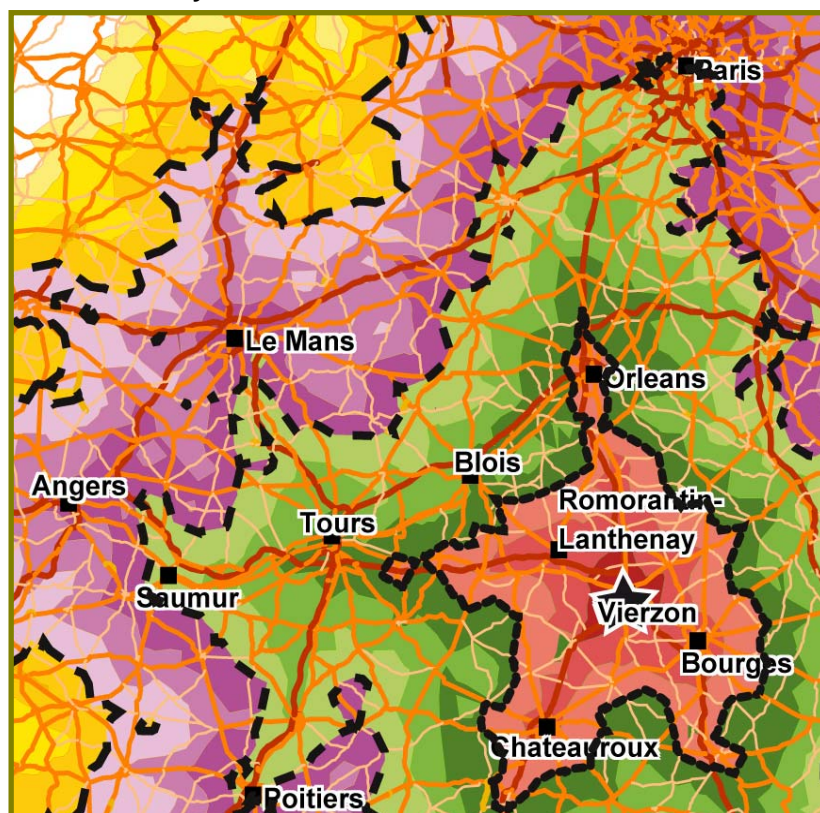 Paris
Le Mans
Orleans
Blois
Angers
Romorantin-
Lanthenay
Tours
Saumur
Vierzon
Bourges
Chateauroux
Poitiers